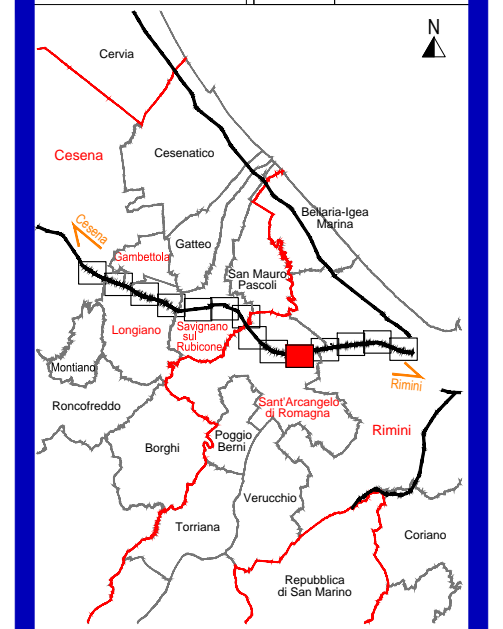 N
Cervia
Cesena
Cesenatico
Bellaria-Igea
Marina
Cesena
Gatteo
Gambettola
San Mauro
Pascoli
Longiano
Savignano
sul
Rubicone
Montiano
Rimini
Roncofreddo
Sant'Arcangelo
di Romagna
Rimini
Borghi
Poggio
Berni
Verucchio
Torriana
Coriano
Repubblica
di San Marino